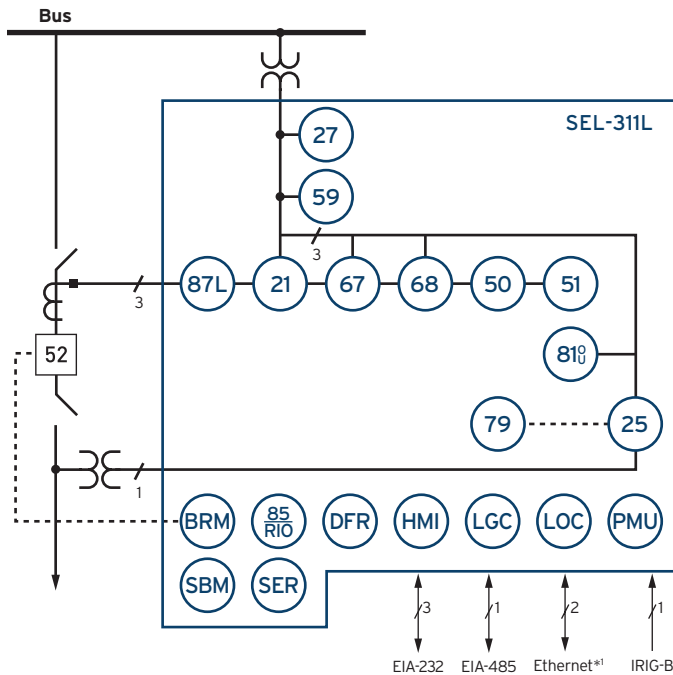 Bus
SEL-311L
27
59
3
87L
21
67
68
50
51
3
52
81 O U
79
25
1
BRM
85
RIO
DFR
HMI
LGC
LOC
PMU
SBM
SER
3
1
2
1
EIA-232
EIA-485
Ethernet*1
IRIG-B